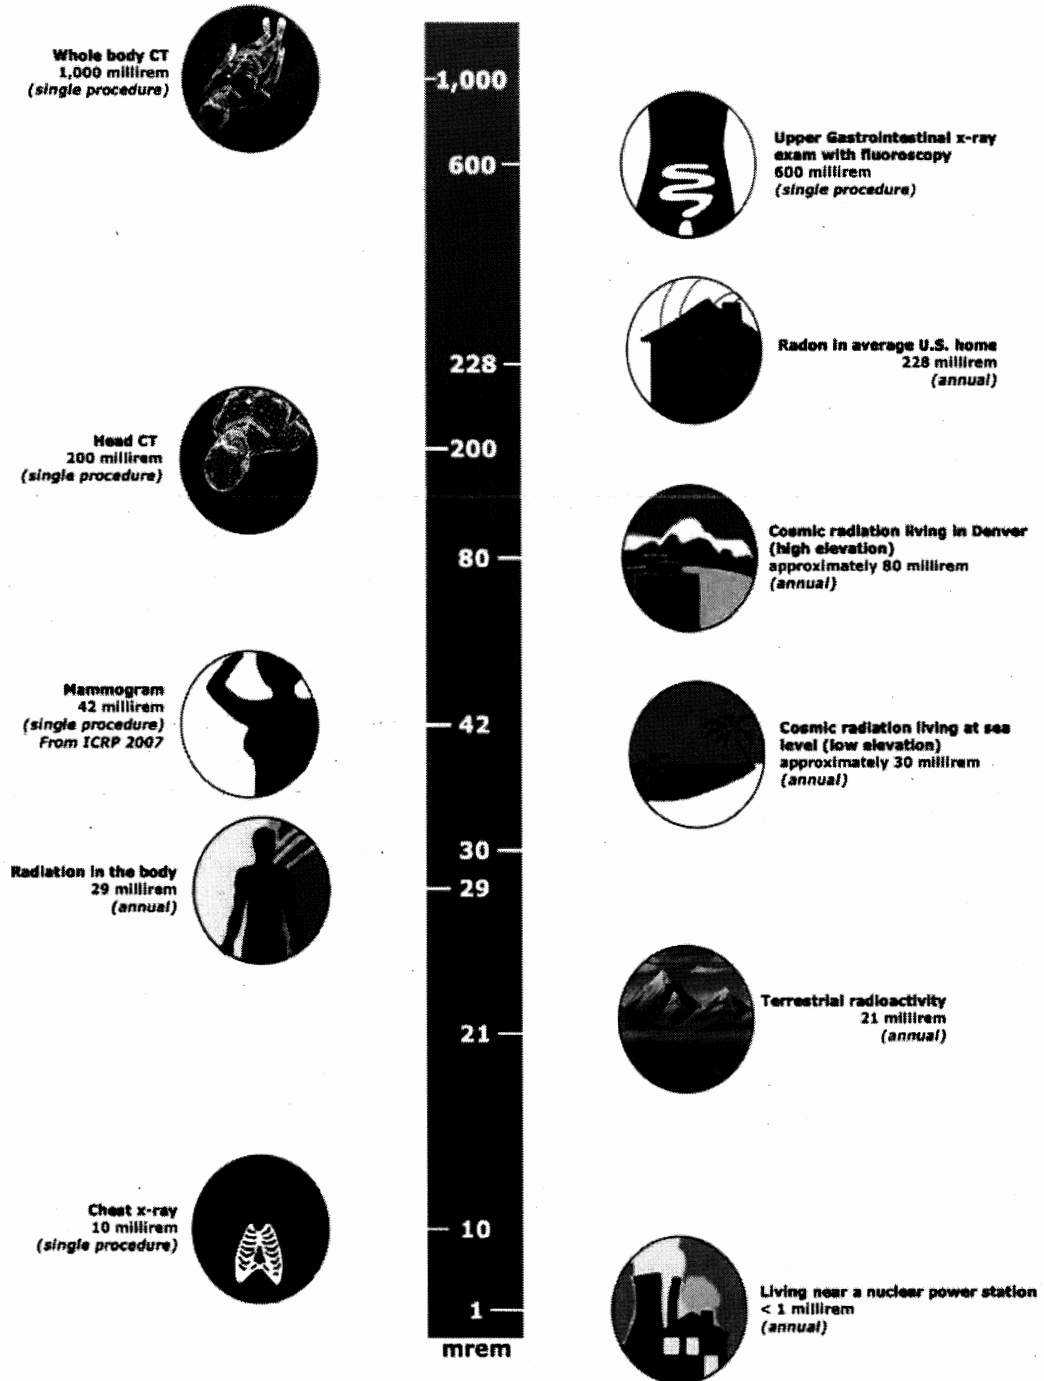 Whole body CT
1,000 millirem
(single procedure)
1,000
600
Upper Gastrointestinal x-ray
exam with fluoroscopy
600 millirem
(single procedure)
228
Radon in average U.S. home
228 millirem
(annual)
Head CT
200 millirem
(single procedure)
200
80
Cosmic radiation living in Denver
(high elevation)
approximately 80 millirem
(annual)
Mammogram
42 millirem
(single procedure)
From ICRP 2007
42
Cosmic radiation living at sea
level (low elevation)
approximately 30 millirem
(annual)
30
Radiation in the body
29 millirem
(annual)
29
Terrestrial radioactivity
21 millirem
(annual)
21
Chest x-ray
10 millirem
(single procedure)
10
1
Living near a nuclear power station
< 1 millirem
(annual)
mrem